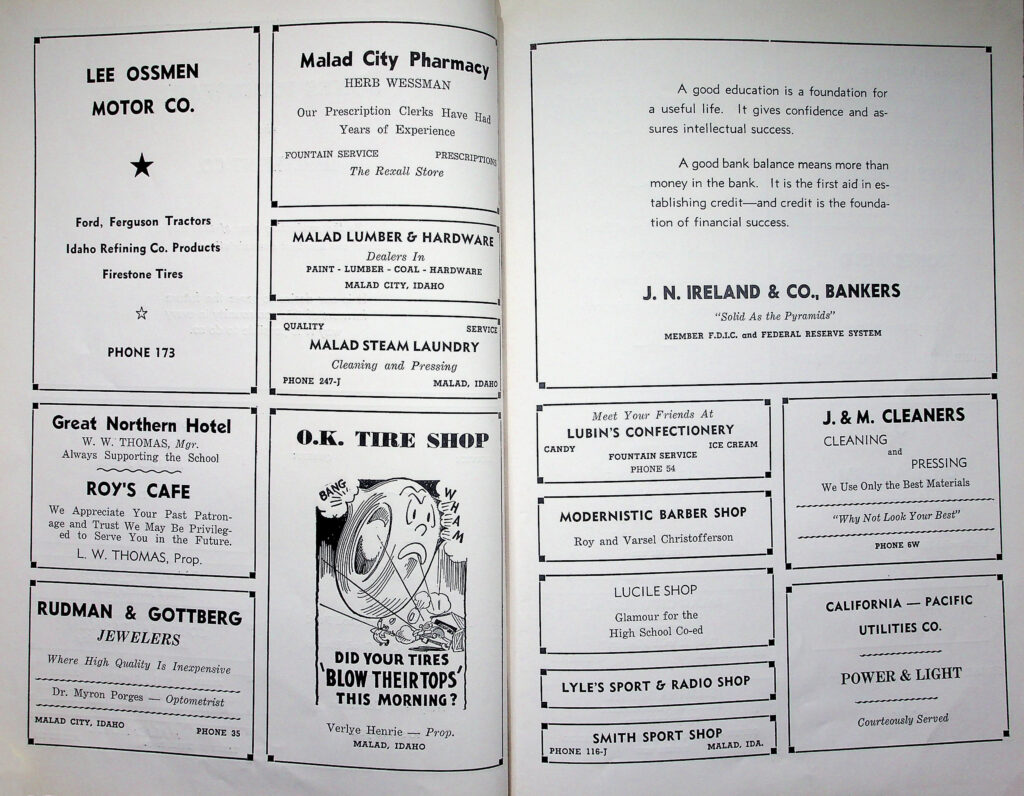 LEE OSSMEN
MOTOR CO.
Ford, Ferguson Tractors
Idaho Refining Co. Products
Firestone Tires
PHONE 173
Malad City Pharmacy
HERB WESSMAN
Our Prescription Clerks Have Had
Years of Experience
FOUNTAIN SERVICE PRESCRIPTIONS
The Rexall Store
MALAD LUMBER & HARDWARE
Dealers In
PAINT - LUMBER - COAL - HARDWARE
MALAD CITY, IDAHO
QUALITY SERVICE
MALAD STEAM LAUNDRY
Cleaning and Pressing
PHONE 247-J MALAD, IDAHO
Great Northern Hotel
W. W. THOMAS, Mgr.
Always Supporting the School
ROY'S CAFE
We Appreciate Your Past Patron-
age and Trust We May Be Privileg-
ed to Serve You in the Future.
L. W. THOMAS, Prop.
RUDMAN & GOTTBERG
JEWELERS
Where High Quality Is Inexpensive
Dr. Myron Porges — Optometrist
MALAD CITY, IDAHO
PHONE 35
O.K. TIRE SHOP
BANG
WHAM
DID YOUR TIRES
'BLOW THEIR TOPS'
THIS MORNING?
Verlye Henrie — Prop.
MALAD, IDAHO
A good education is a foundation for
a useful life. It gives confidence and as-
sures intellectual success.
A good bank balance means more than
money in the bank. It is the first aid in es-
tablishing credit—and credit is the founda-
tion of financial success.
J. N. IRELAND & CO., BANKERS
"Solid As the Pyramids"
MEMBER F.D.I.C. and FEDERAL RESERVE SYSTEM
Meet Your Friends At
LUBIN'S CONFECTIONERY
CANDY ICE CREAM
FOUNTAIN SERVICE
PHONE 54
MODERNISTIC BARBER SHOP
Roy and Varsel Christofferson
LUCILE SHOP
Glamour for the
High School Co-ed
LYLE'S SPORT & RADIO SHOP
SMITH SPORT SHOP
PHONE 116-J MALAD, IDA.
J. & M. CLEANERS
CLEANING
and
PRESSING
We Use Only the Best Materials
"Why Not Look Your Best"
PHONE 6W
CALIFORNIA — PACIFIC
UTILITIES CO.
POWER & LIGHT
Courteously Served